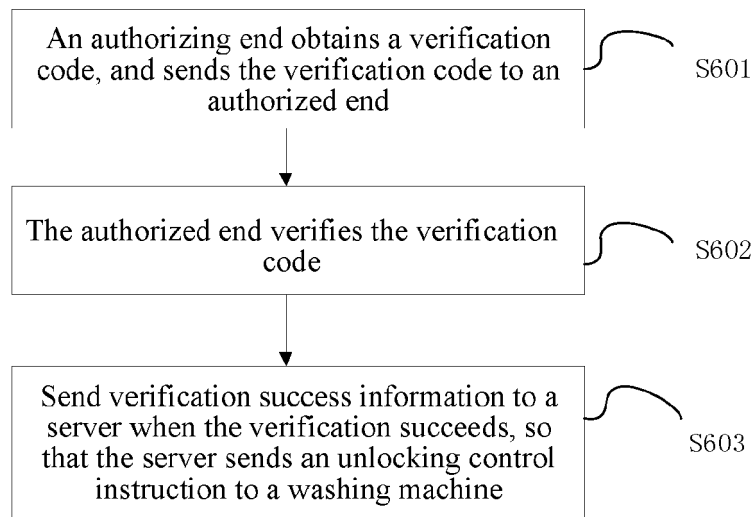 An authorizing end obtains a verification
code, and sends the verification code to an
authorized end
S601
The authorized end verifies the verification
code
S602
Send verification success information to a
server when the verification succeeds, so
that the server sends an unlocking control
instruction to a washing machine
S603